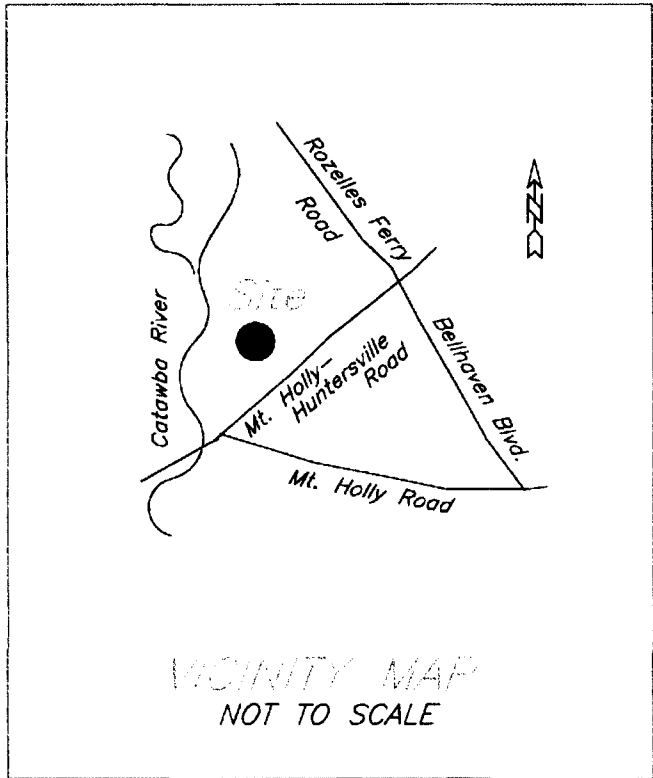 Rozelles Ferry
Road
N
Site
Catawba River
Mt. Holly–
Huntersville
Road
Bellhaven Blvd.
Mt. Holly Road
VICINITY MAP
NOT TO SCALE